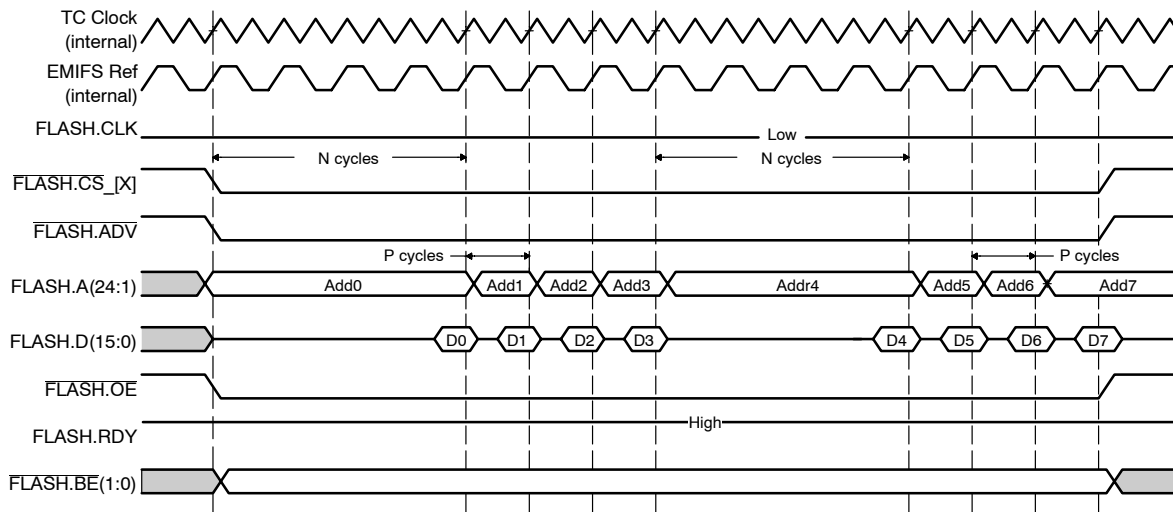 TC Clock
(internal)
EMIFS Ref
(internal)
FLASH.CLK
Low
N cycles
N cycles
FLASH.CS_[X]
FLASH.ADV
P cycles
P cycles
FLASH.A(24:1)
Add0
Add1
Add2
Add3
Addr4
Add5
Add6
Add7
FLASH.D(15:0)
D0
D1
D2
D3
D4
D5
D6
D7
FLASH.OE
High
FLASH.RDY
FLASH.BE(1:0)